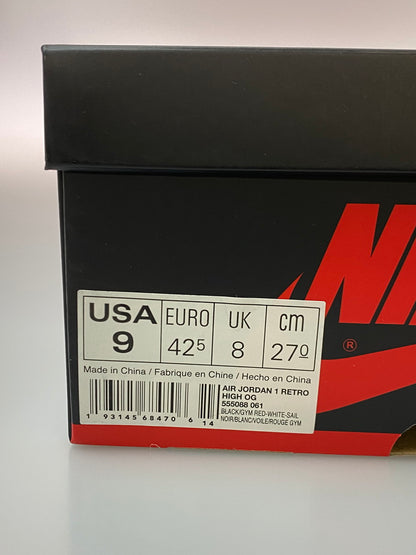 NI
®
USA EURO UK cm
9 42⁵ 8 27⁰
Made in China / Fabrique en Chine / Hecho en China
AIR JORDAN 1 RETRO
HIGH OG
555088 061
BLACK/GYM RED-WHITE-SAIL
NOIR/BLANC/VOILE/ROUGE GYM
1 93145 68470 6 14